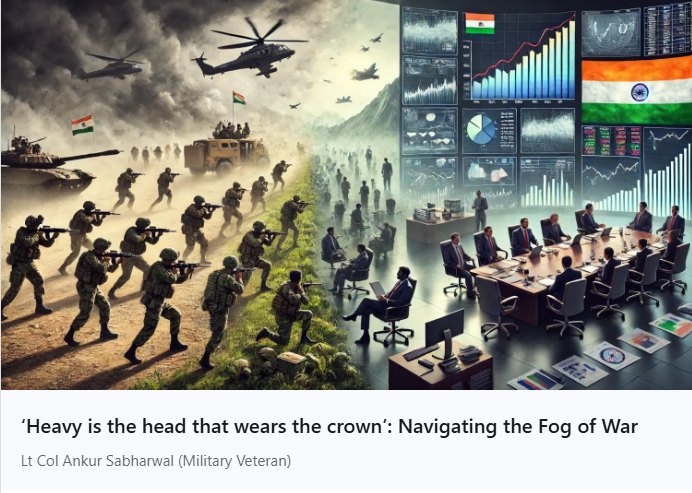 ‘Heavy is the head that wears the crown’: Navigating the Fog of War
Lt Col Ankur Sabharwal (Military Veteran)